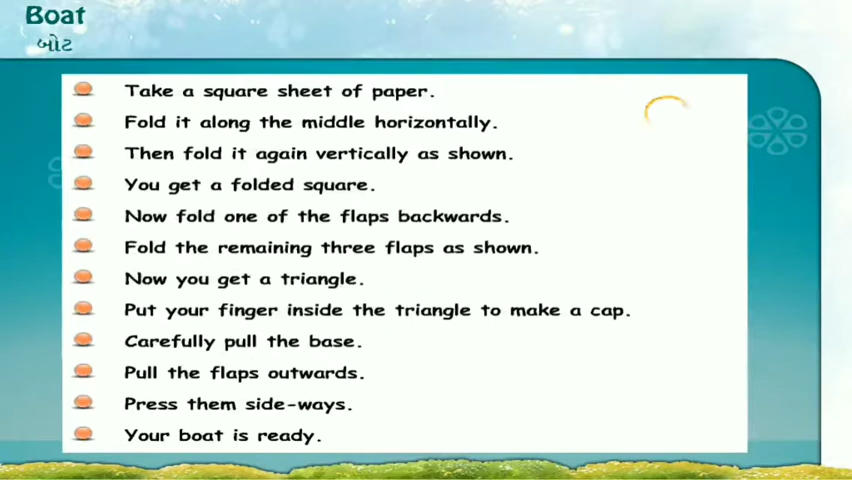 Boat
બોટ
Take a square sheet of paper.
Fold it along the middle horizontally.
Then fold it again vertically as shown.
You get a folded square.
Now fold one of the flaps backwards.
Fold the remaining three flaps as shown.
Now you get a triangle.
Put your finger inside the triangle to make a cap.
Carefully pull the base.
Pull the flaps outwards.
Press them side-ways.
Your boat is ready.